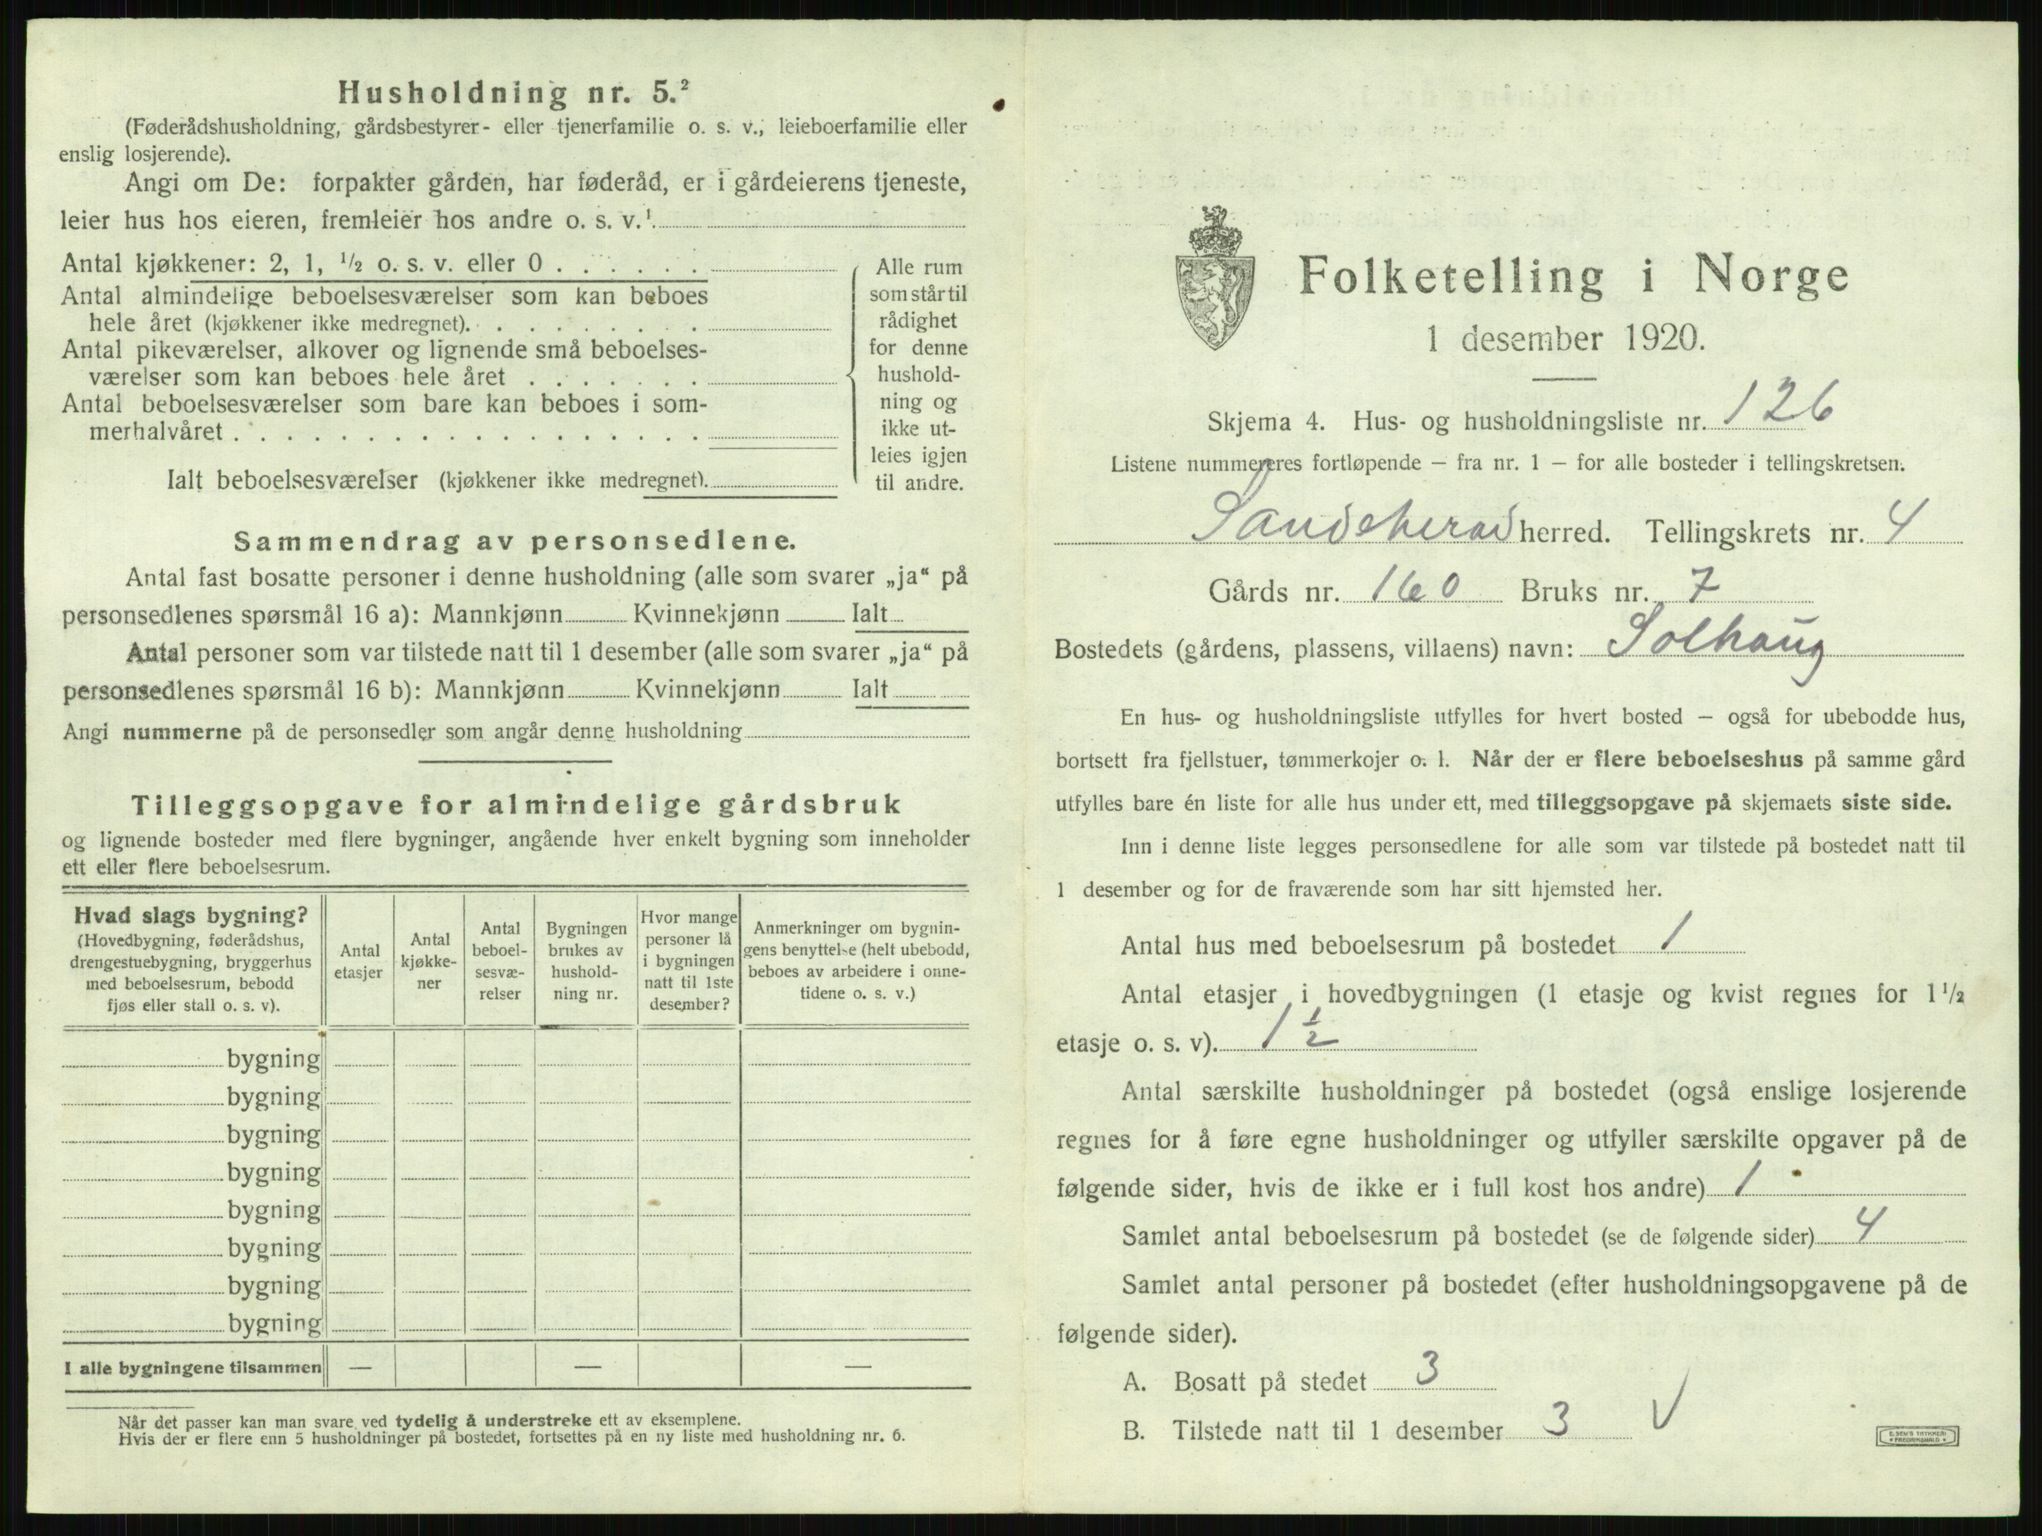 Husholdning nr. 5.²
(Føderådshusholdning, gårdsbestyrer- eller tjenerfamilie o. s. v., leieboerfamilie eller
enslig losjerende).
Angi om De: forpakter gården, har føderåd, er i gårdeierens tjeneste,
leier hus hos eieren, fremleier hos andre o. s. v.¹
Antal kjøkkener: 2, 1, ½ o. s. v. eller 0 . . . . . .
Antal almindelige beboelsesværelser som kan beboes
hele året (kjøkkener ikke medregnet). . . . . . . . .
Antal pikeværelser, alkover og lignende små beboelses-
værelser som kan beboes hele året . . . . . . .
Antal beboelsesværelser som bare kan beboes i som-
merhalvåret . . . . . . . . . . . . . . . . . .
Ialt beboelsesværelser (kjøkkener ikke medregnet).
Alle rum
som står til
rådighet
for denne
hushold-
ning og
ikke ut-
leies igjen
til andre.
Sammendrag av personsedlene.
Antal fast bosatte personer i denne husholdning (alle som svarer „ja“ på
personsedlenes spørsmål 16 a): Mannkjønn Kvinnekjønn Ialt
Antal personer som var tilstede natt til 1 desember (alle som svarer „ja“ på
personsedlenes spørsmål 16 b): Mannkjønn Kvinnekjønn Ialt
Angi nummerne på de personsedler som angår denne husholdning
Tilleggsopgave for almindelige gårdsbruk
og lignende bosteder med flere bygninger, angående hver enkelt bygning som inneholder
ett eller flere beboelsesrum.
Hvad slags bygning?
(Hovedbygning, føderådshus,
drengestuebygning, bryggerhus
med beboelsesrum, bebodd
fjøs eller stall o. s. v).
Antal
etasjer
Antal
kjøkke-
ner
Antal
beboel-
sesvæ-
relser
Bygningen
brukes av
hushold-
ning nr.
Hvor mange
personer lå
i bygningen
natt til 1ste
desember?
Anmerkninger om bygnin-
gens benyttelse (helt ubebodd,
beboes av arbeidere i onne-
tidene o. s. v.)
bygning
bygning
bygning
bygning
bygning
bygning
bygning
bygning
I alle bygningene tilsammen — — —
Når det passer kan man svare ved tydelig å understreke ett av eksemplene.
Hvis der er flere enn 5 husholdninger på bostedet, fortsettes på en ny liste med husholdning nr. 6.
Folketelling i Norge
1 desember 1920.
Skjema 4. Hus- og husholdningsliste nr. 126
Listene nummereres fortløpende – fra nr. 1 – for alle bosteder i tellingskretsen.
Sandeherad herred. Tellingskrets nr. 4
Gårds nr. 160 Bruks nr. 7
Bostedets (gårdens, plassens, villaens) navn: Solhaug
En hus- og husholdningsliste utfylles for hvert bosted – også for ubebodde hus,
bortsett fra fjellstuer, tømmerkojer o. l. Når der er flere beboelseshus på samme gård
utfylles bare én liste for alle hus under ett, med tilleggsopgave på skjemaets siste side.
Inn i denne liste legges personsedlene for alle som var tilstede på bostedet natt til
1 desember og for de fraværende som har sitt hjemsted her.
Antal hus med beboelsesrum på bostedet 1
Antal etasjer i hovedbygningen (1 etasje og kvist regnes for 1 ½
etasje o. s. v). 1 ½
Antal særskilte husholdninger på bostedet (også enslige losjerende
regnes for å føre egne husholdninger og utfyller særskilte opgaver på de
følgende sider, hvis de ikke er i full kost hos andre) 1
Samlet antal beboelsesrum på bostedet (se de følgende sider) 4
Samlet antal personer på bostedet (efter husholdningsopgavene på de
følgende sider).
A. Bosatt på stedet 3
B. Tilstede natt til 1 desember 3 V